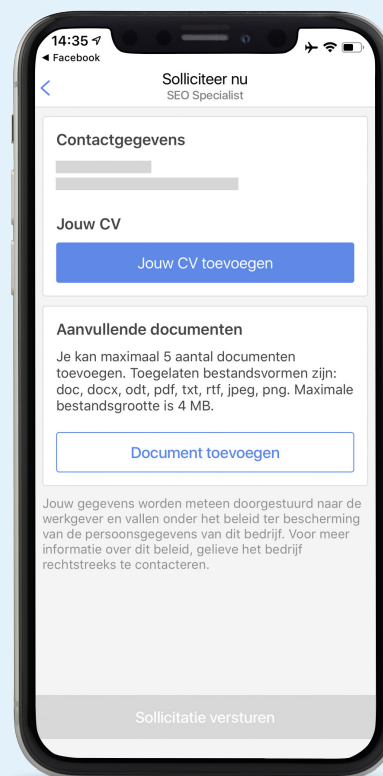 14:35
Facebook
Solliciteer nu
SEO Specialist
Contactgegevens
Jouw CV
Jouw CV toevoegen
Aanvullende documenten
Je kan maximaal 5 aantal documenten
toevoegen. Toegelaten bestandsvormen zijn:
doc, docx, odt, pdf, txt, rtf, jpeg, png. Maximale
bestandsgrootte is 4 MB.
Document toevoegen
Jouw gegevens worden meteen doorgestuurd naar de
werkgever en vallen onder het beleid ter bescherming
van de persoonsgegevens van dit bedrijf. Voor meer
informatie over dit beleid, gelieve het bedrijf
rechtstreeks te contacteren.
Sollicitatie versturen